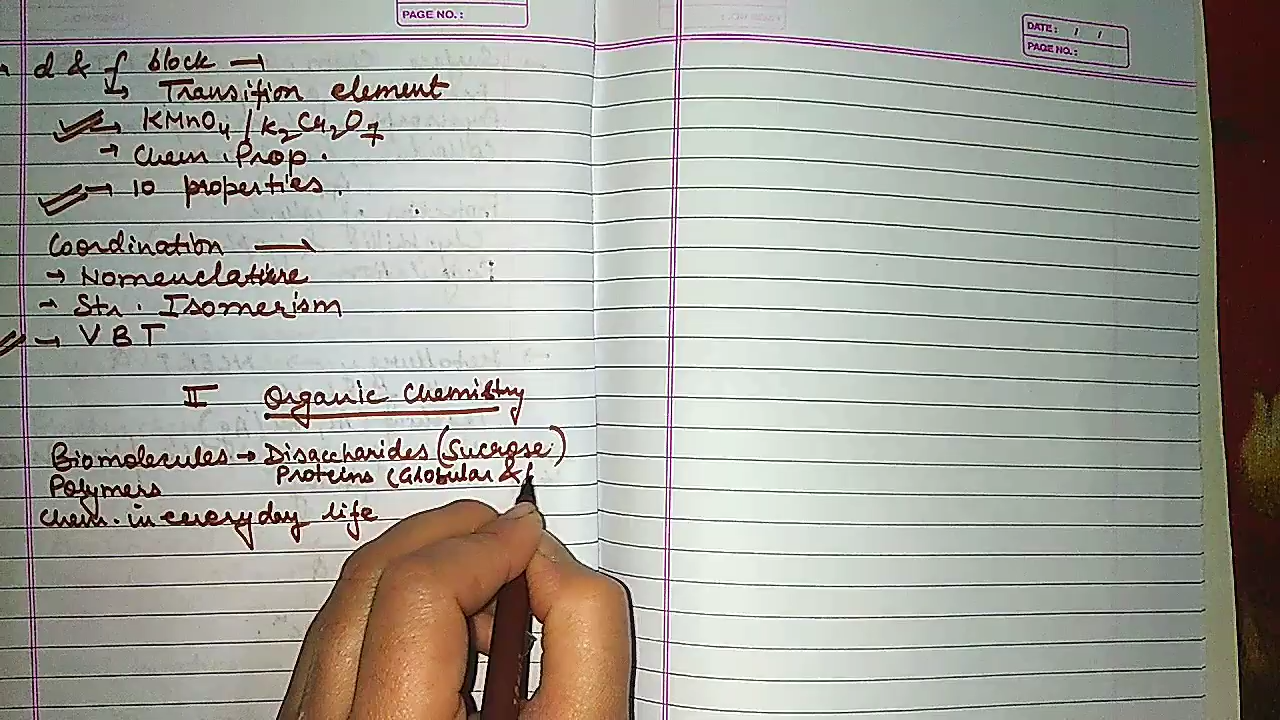 PAGE NO.:
DATE: / /
PAGE NO.:
d & f block →
↳ Transition element
→ KMnO4 / K2Cr2O7
→ Chem. Prop.
→ 10 properties.
Coordination →
→ Nomenclature
→ Str. Isomerism
→ VBT
II Organic Chemistry
Biomolecules → Disaccharides (Sucrose)
Proteins (Globular &
Polymers
Chem. in everyday life